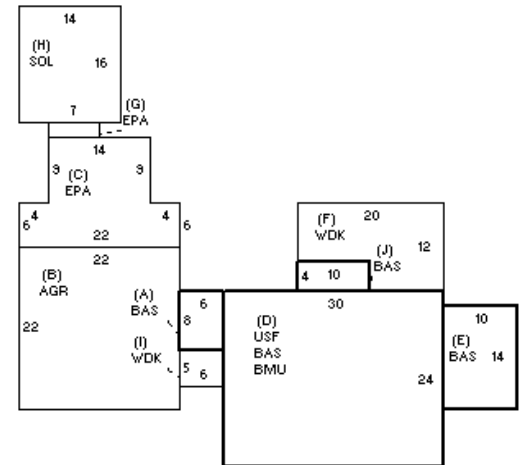 14
(H)
SOL
16
7
(G)
EPA
14
9
9
(C)
EPA
4
4
6
6
22
22
(B)
AGR
22
(A)
BAS
6
8
(I)
WDK
5
6
(F)
WDK
20
12
(J)
BAS
4
10
30
(D)
USF
BAS
BMU
24
10
(E)
BAS
14